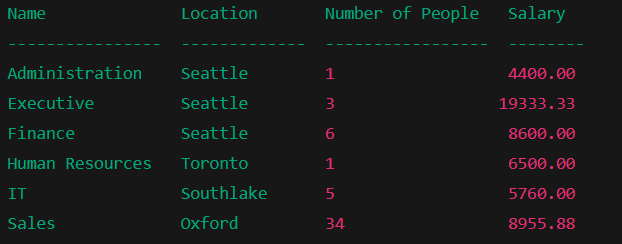 Name              Location       Number of People   Salary
----------------  -------------  -----------------  --------
Administration    Seattle        1                  4400.00
Executive         Seattle        3                 19333.33
Finance           Seattle        6                  8600.00
Human Resources   Toronto        1                  6500.00
IT                Southlake      5                  5760.00
Sales             Oxford         34                 8955.88